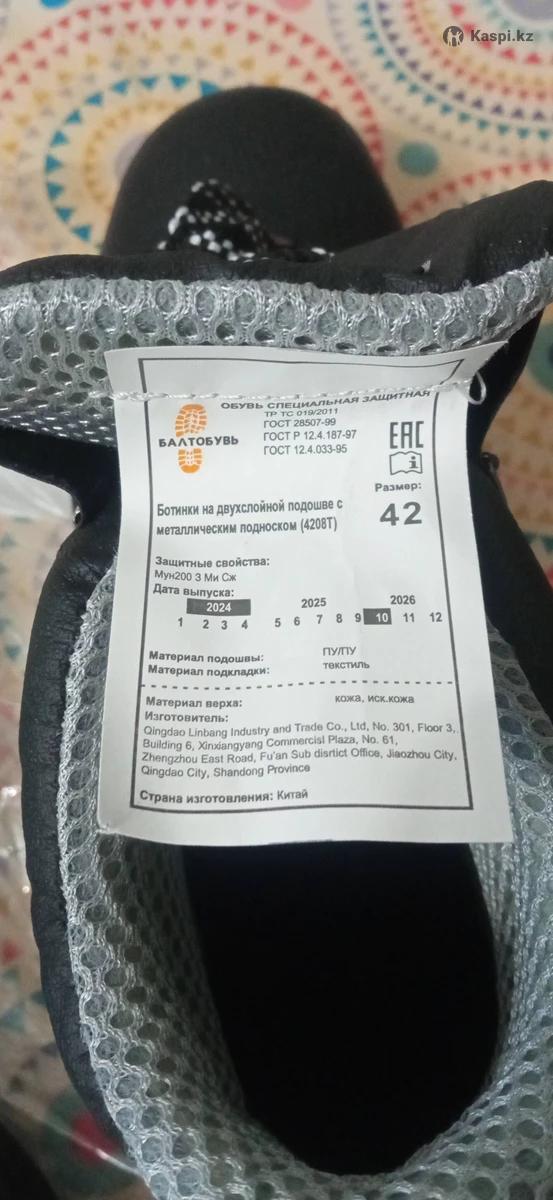 Kaspi.kz
ОБУВЬ СПЕЦИАЛЬНАЯ ЗАЩИТНАЯ
ТР ТС 019/2011
ГОСТ 28507-99
ГОСТ Р 12.4.187-97
ГОСТ 12.4.033-95
БАЛТОБУВЬ
EAC
i
Размер:
42
Ботинки на двухслойной подошве с
металлическим подноском (4208Т)
Защитные свойства:
Мун200 З Ми Сж
Дата выпуска:
2024 2025 2026
1 2 3 4 5 6 7 8 9 10 11 12
Материал подошвы: ПУ/ПУ
Материал подкладки: текстиль
Материал верха: кожа, иск.кожа
Изготовитель:
Qingdao Linbang Industry and Trade Co., Ltd, No. 301, Floor 3,
Building 6, Xinxiangyang Commercisl Plaza, No. 61,
Zhengzhou East Road, Fu'an Sub disrtict Office, Jiaozhou City,
Qingdao City, Shandong Province
Страна изготовления: Китай